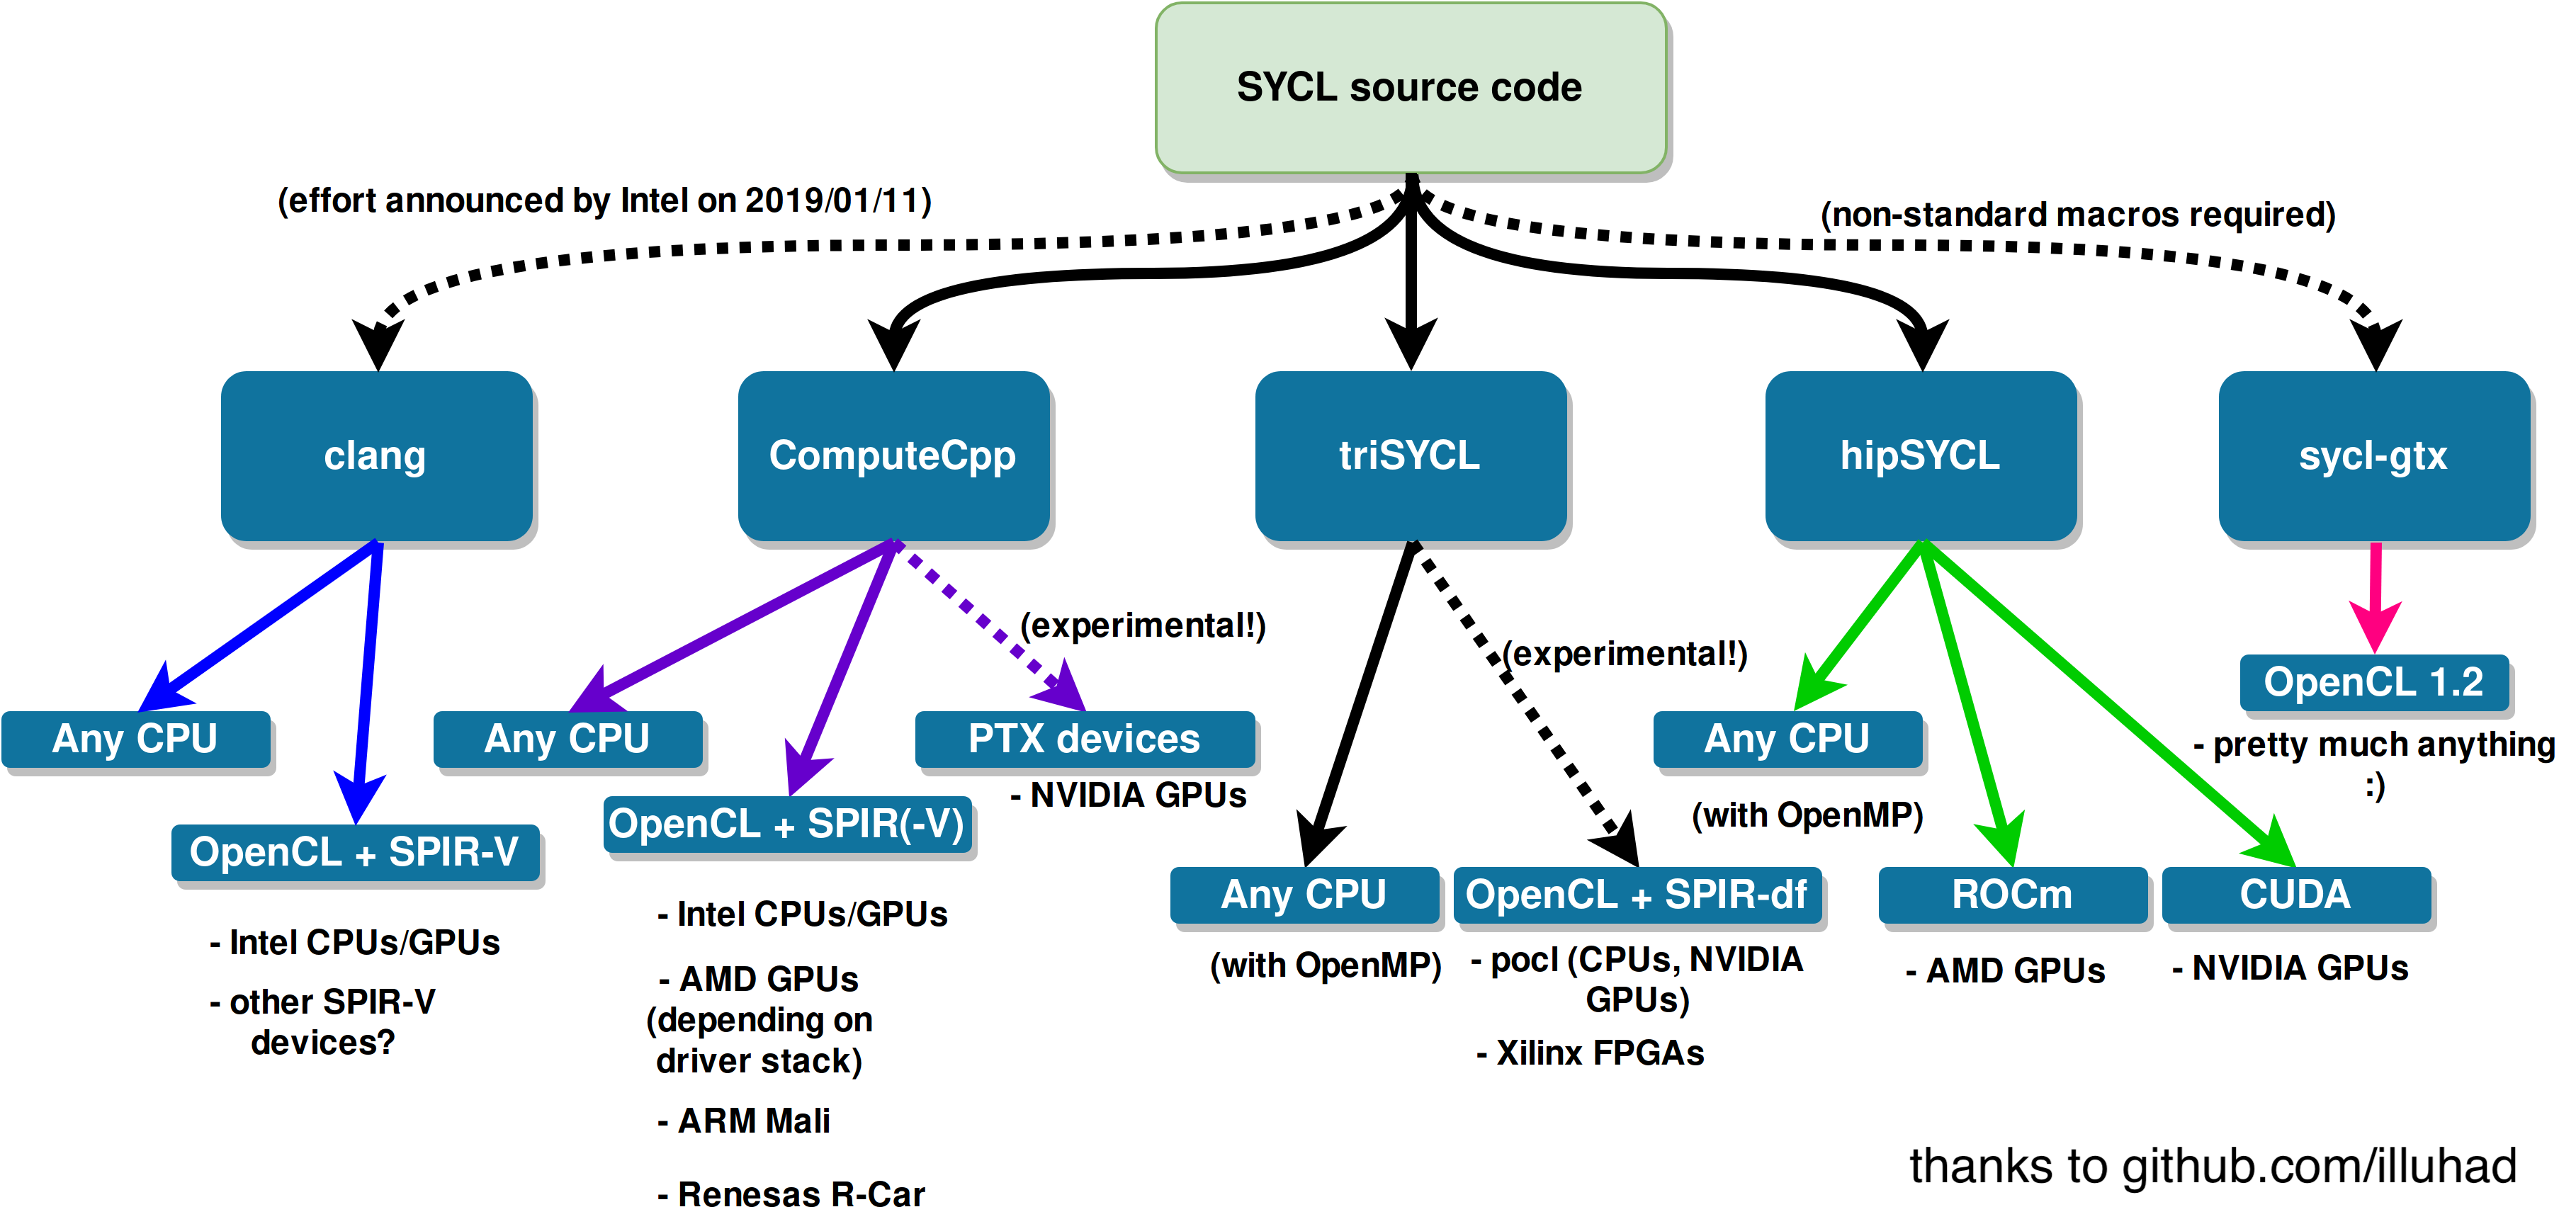 SYCL source code
(effort announced by Intel on 2019/01/11)
(non-standard macros required)
clang
ComputeCpp
triSYCL
hipSYCL
sycl-gtx
(experimental!)
(experimental!)
Any CPU
OpenCL + SPIR-V
- Intel CPUs/GPUs
- other SPIR-V
devices?
Any CPU
OpenCL + SPIR(-V)
- Intel CPUs/GPUs
- AMD GPUs
(depending on
driver stack)
- ARM Mali
- Renesas R-Car
PTX devices
- NVIDIA GPUs
Any CPU
(with OpenMP)
OpenCL + SPIR-df
- pocl (CPUs, NVIDIA
GPUs)
- Xilinx FPGAs
Any CPU
(with OpenMP)
ROCm
- AMD GPUs
CUDA
- NVIDIA GPUs
OpenCL 1.2
- pretty much anything
:)
thanks to github.com/illuhad